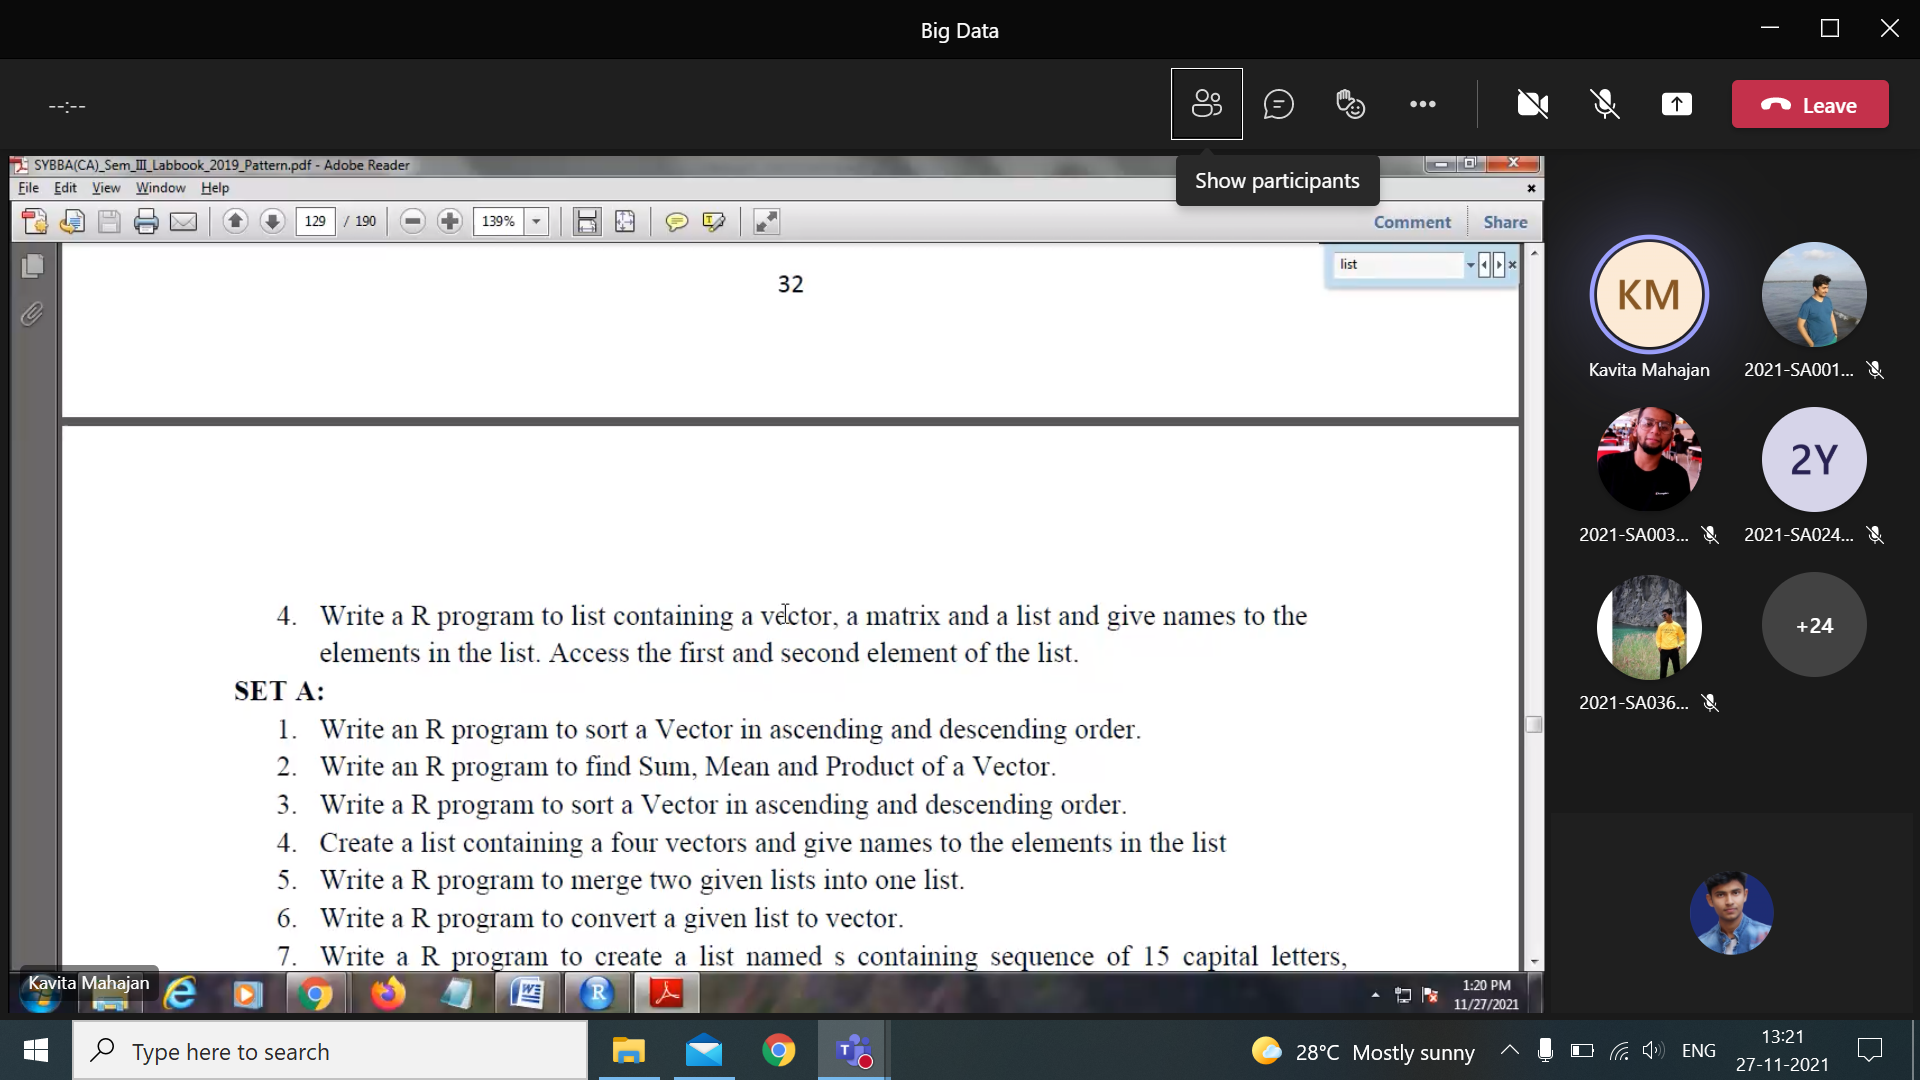 Big Data
--:--
Leave
Show participants
SYBBA(CA)_Sem_III_Labbook_2019_Pattern.pdf - Adobe Reader
File Edit View Window Help
129 / 190 139% Comment Share
list
32
4. Write a R program to list containing a vector, a matrix and a list and give names to the
elements in the list. Access the first and second element of the list.
SET A:
1. Write an R program to sort a Vector in ascending and descending order.
2. Write an R program to find Sum, Mean and Product of a Vector.
3. Write a R program to sort a Vector in ascending and descending order.
4. Create a list containing a four vectors and give names to the elements in the list
5. Write a R program to merge two given lists into one list.
6. Write a R program to convert a given list to vector.
7. Write a R program to create a list named s containing sequence of 15 capital letters,
KM
Kavita Mahajan
2021-SA001...
2021-SA003...
2Y
2021-SA024...
2021-SA036...
+24
Kavita Mahajan
1:20 PM
11/27/2021
Type here to search
28°C Mostly sunny
ENG
13:21
27-11-2021